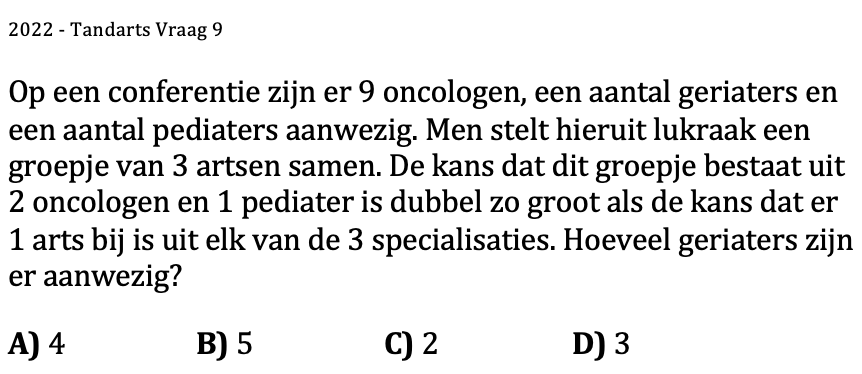 2022 - Tandarts Vraag 9
Op een conferentie zijn er 9 oncologen, een aantal geriaters en
een aantal pediaters aanwezig. Men stelt hieruit lukraak een
groepje van 3 artsen samen. De kans dat dit groepje bestaat uit
2 oncologen en 1 pediater is dubbel zo groot als de kans dat er
1 arts bij is uit elk van de 3 specialisaties. Hoeveel geriaters zijn
er aanwezig?
A) 4 B) 5 C) 2 D) 3